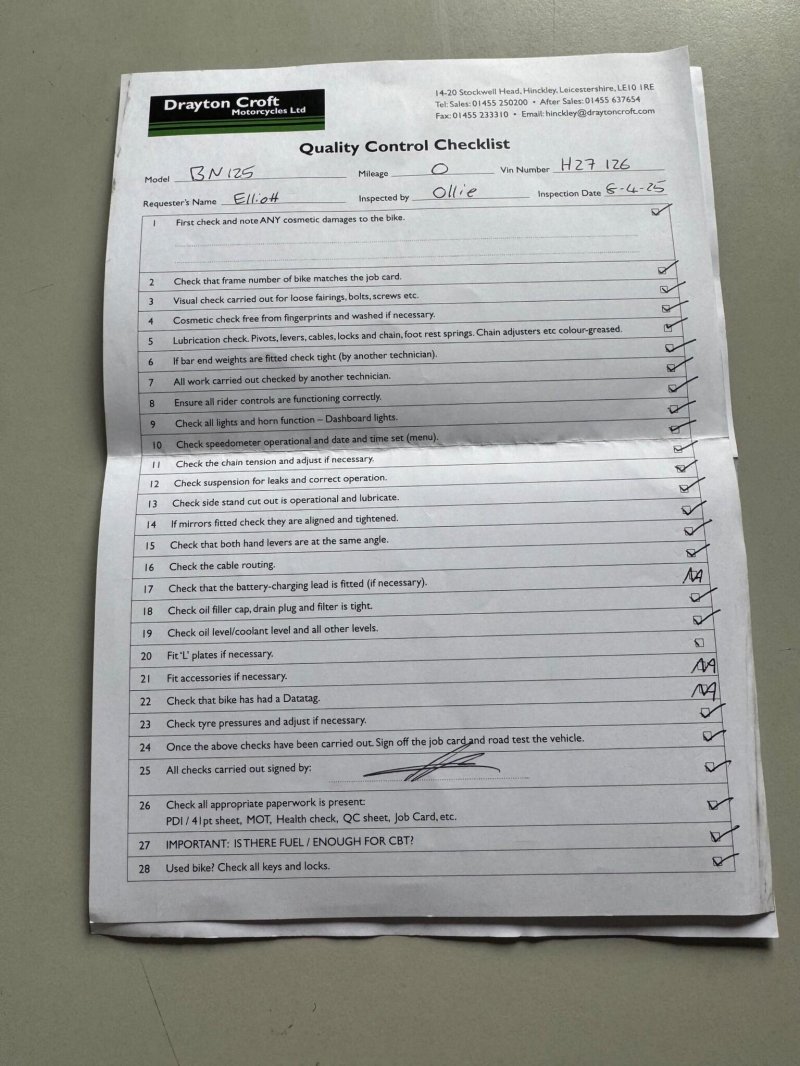 Drayton Croft
Motorcycles Ltd
14-20 Stockwell Head, Hinckley, Leicestershire, LE10 1RE
Tel: Sales: 01455 250200 • After Sales: 01455 637654
Fax: 01455 233310 • Email: hinckley@draytoncroft.com
Quality Control Checklist
Model BN125 Mileage 0 Vin Number H27126
Requester's Name Elliott Inspected by Ollie Inspection Date 8-4-25
1 First check and note ANY cosmetic damages to the bike.
2 Check that frame number of bike matches the job card.
3 Visual check carried out for loose fairings, bolts, screws etc.
4 Cosmetic check free from fingerprints and washed if necessary.
5 Lubrication check. Pivots, levers, cables, locks and chain, foot rest springs. Chain adjusters etc colour-greased.
6 If bar end weights are fitted check tight (by another technician).
7 All work carried out checked by another technician.
8 Ensure all rider controls are functioning correctly.
9 Check all lights and horn function – Dashboard lights.
10 Check speedometer operational and date and time set (menu).
11 Check the chain tension and adjust if necessary.
12 Check suspension for leaks and correct operation.
13 Check side stand cut out is operational and lubricate.
14 If mirrors fitted check they are aligned and tightened.
15 Check that both hand levers are at the same angle.
16 Check the cable routing.
17 Check that the battery-charging lead is fitted (if necessary). NA
18 Check oil filler cap, drain plug and filter is tight.
19 Check oil level/coolant level and all other levels.
20 Fit 'L' plates if necessary.
21 Fit accessories if necessary. NA
22 Check that bike has had a Datatag. NA
23 Check tyre pressures and adjust if necessary.
24 Once the above checks have been carried out. Sign off the job card and road test the vehicle.
25 All checks carried out signed by:
26 Check all appropriate paperwork is present:
PDI / 41pt sheet, MOT, Health check, QC sheet, Job Card, etc.
27 IMPORTANT: IS THERE FUEL / ENOUGH FOR CBT?
28 Used bike? Check all keys and locks.